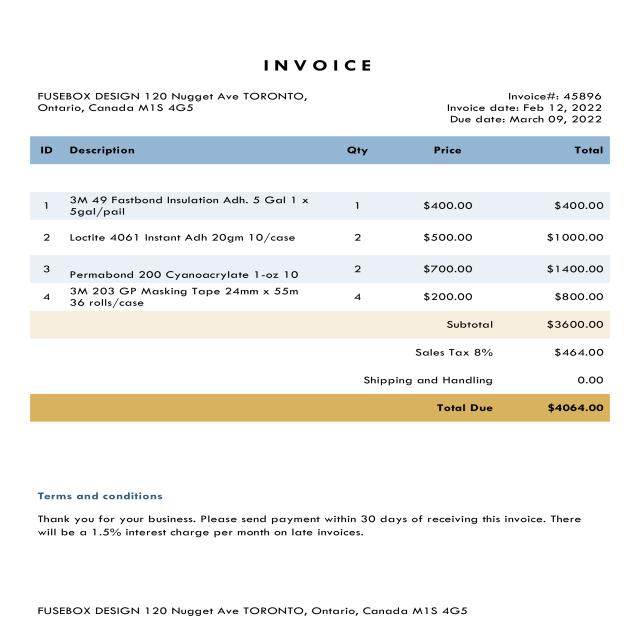 INVOICE
FUSEBOX DESIGN 120 Nugget Ave TORONTO,
Ontario, Canada M1S 4G5
Invoice#: 45896
Invoice date: Feb 12, 2022
Due date: March 09, 2022
ID Description Qty Price Total
1 3M 49 Fastbond Insulation Adh. 5 Gal 1 x 5gal/pail 1 $400.00 $400.00
2 Loctite 4061 Instant Adh 20gm 10/case 2 $500.00 $1000.00
3 Permabond 200 Cyanoacrylate 1-oz 10 2 $700.00 $1400.00
4 3M 203 GP Masking Tape 24mm x 55m 36 rolls/case 4 $200.00 $800.00
Subtotal $3600.00
Sales Tax 8% $464.00
Shipping and Handling 0.00
Total Due $4064.00
Terms and conditions
Thank you for your business. Please send payment within 30 days of receiving this invoice. There
will be a 1.5% interest charge per month on late invoices.
FUSEBOX DESIGN 120 Nugget Ave TORONTO, Ontario, Canada M1S 4G5